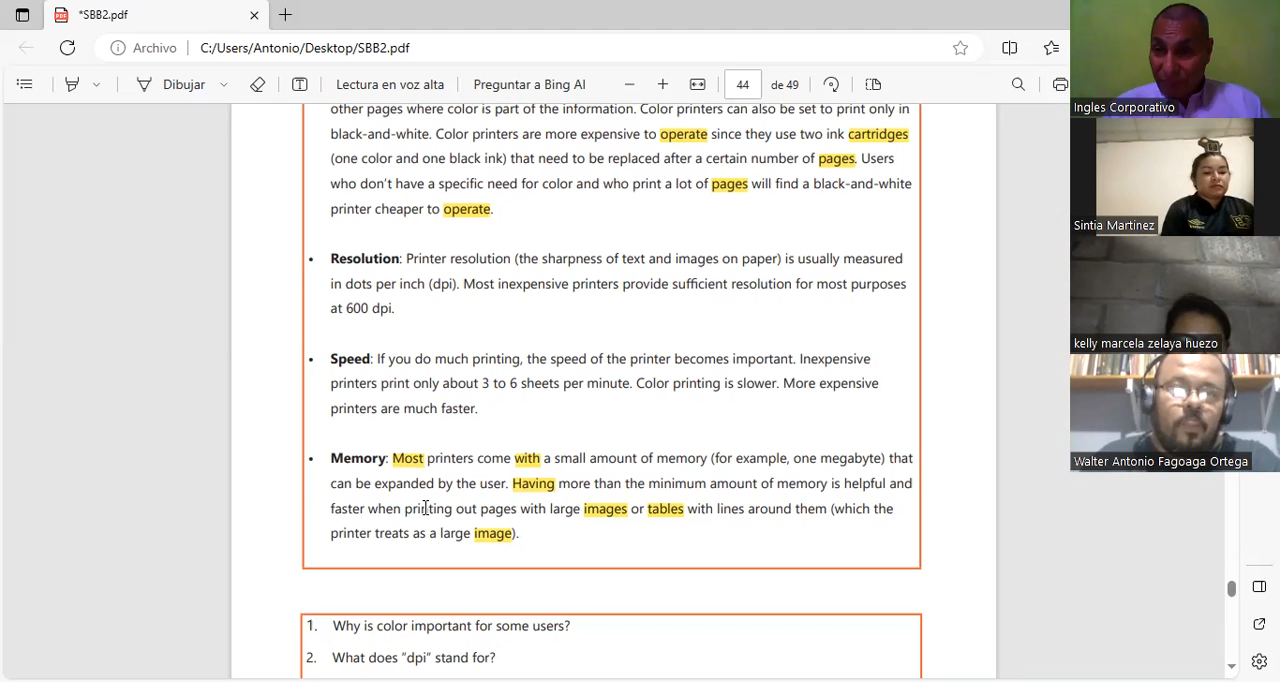 *SBB2.pdf
Archivo C:/Users/Antonio/Desktop/SBB2.pdf
Dibujar Lectura en voz alta Preguntar a Bing AI 44 de 49
other pages where color is part of the information. Color printers can also be set to print only in
black-and-white. Color printers are more expensive to operate since they use two ink cartridges
(one color and one black ink) that need to be replaced after a certain number of pages. Users
who don't have a specific need for color and who print a lot of pages will find a black-and-white
printer cheaper to operate.
• Resolution: Printer resolution (the sharpness of text and images on paper) is usually measured
in dots per inch (dpi). Most inexpensive printers provide sufficient resolution for most purposes
at 600 dpi.
• Speed: If you do much printing, the speed of the printer becomes important. Inexpensive
printers print only about 3 to 6 sheets per minute. Color printing is slower. More expensive
printers are much faster.
• Memory: Most printers come with a small amount of memory (for example, one megabyte) that
can be expanded by the user. Having more than the minimum amount of memory is helpful and
faster when printing out pages with large images or tables with lines around them (which the
printer treats as a large image).
1. Why is color important for some users?
2. What does "dpi" stand for?
Ingles Corporativo
Sintia Martinez
kelly marcela zelaya huezo
Walter Antonio Fagoaga Ortega